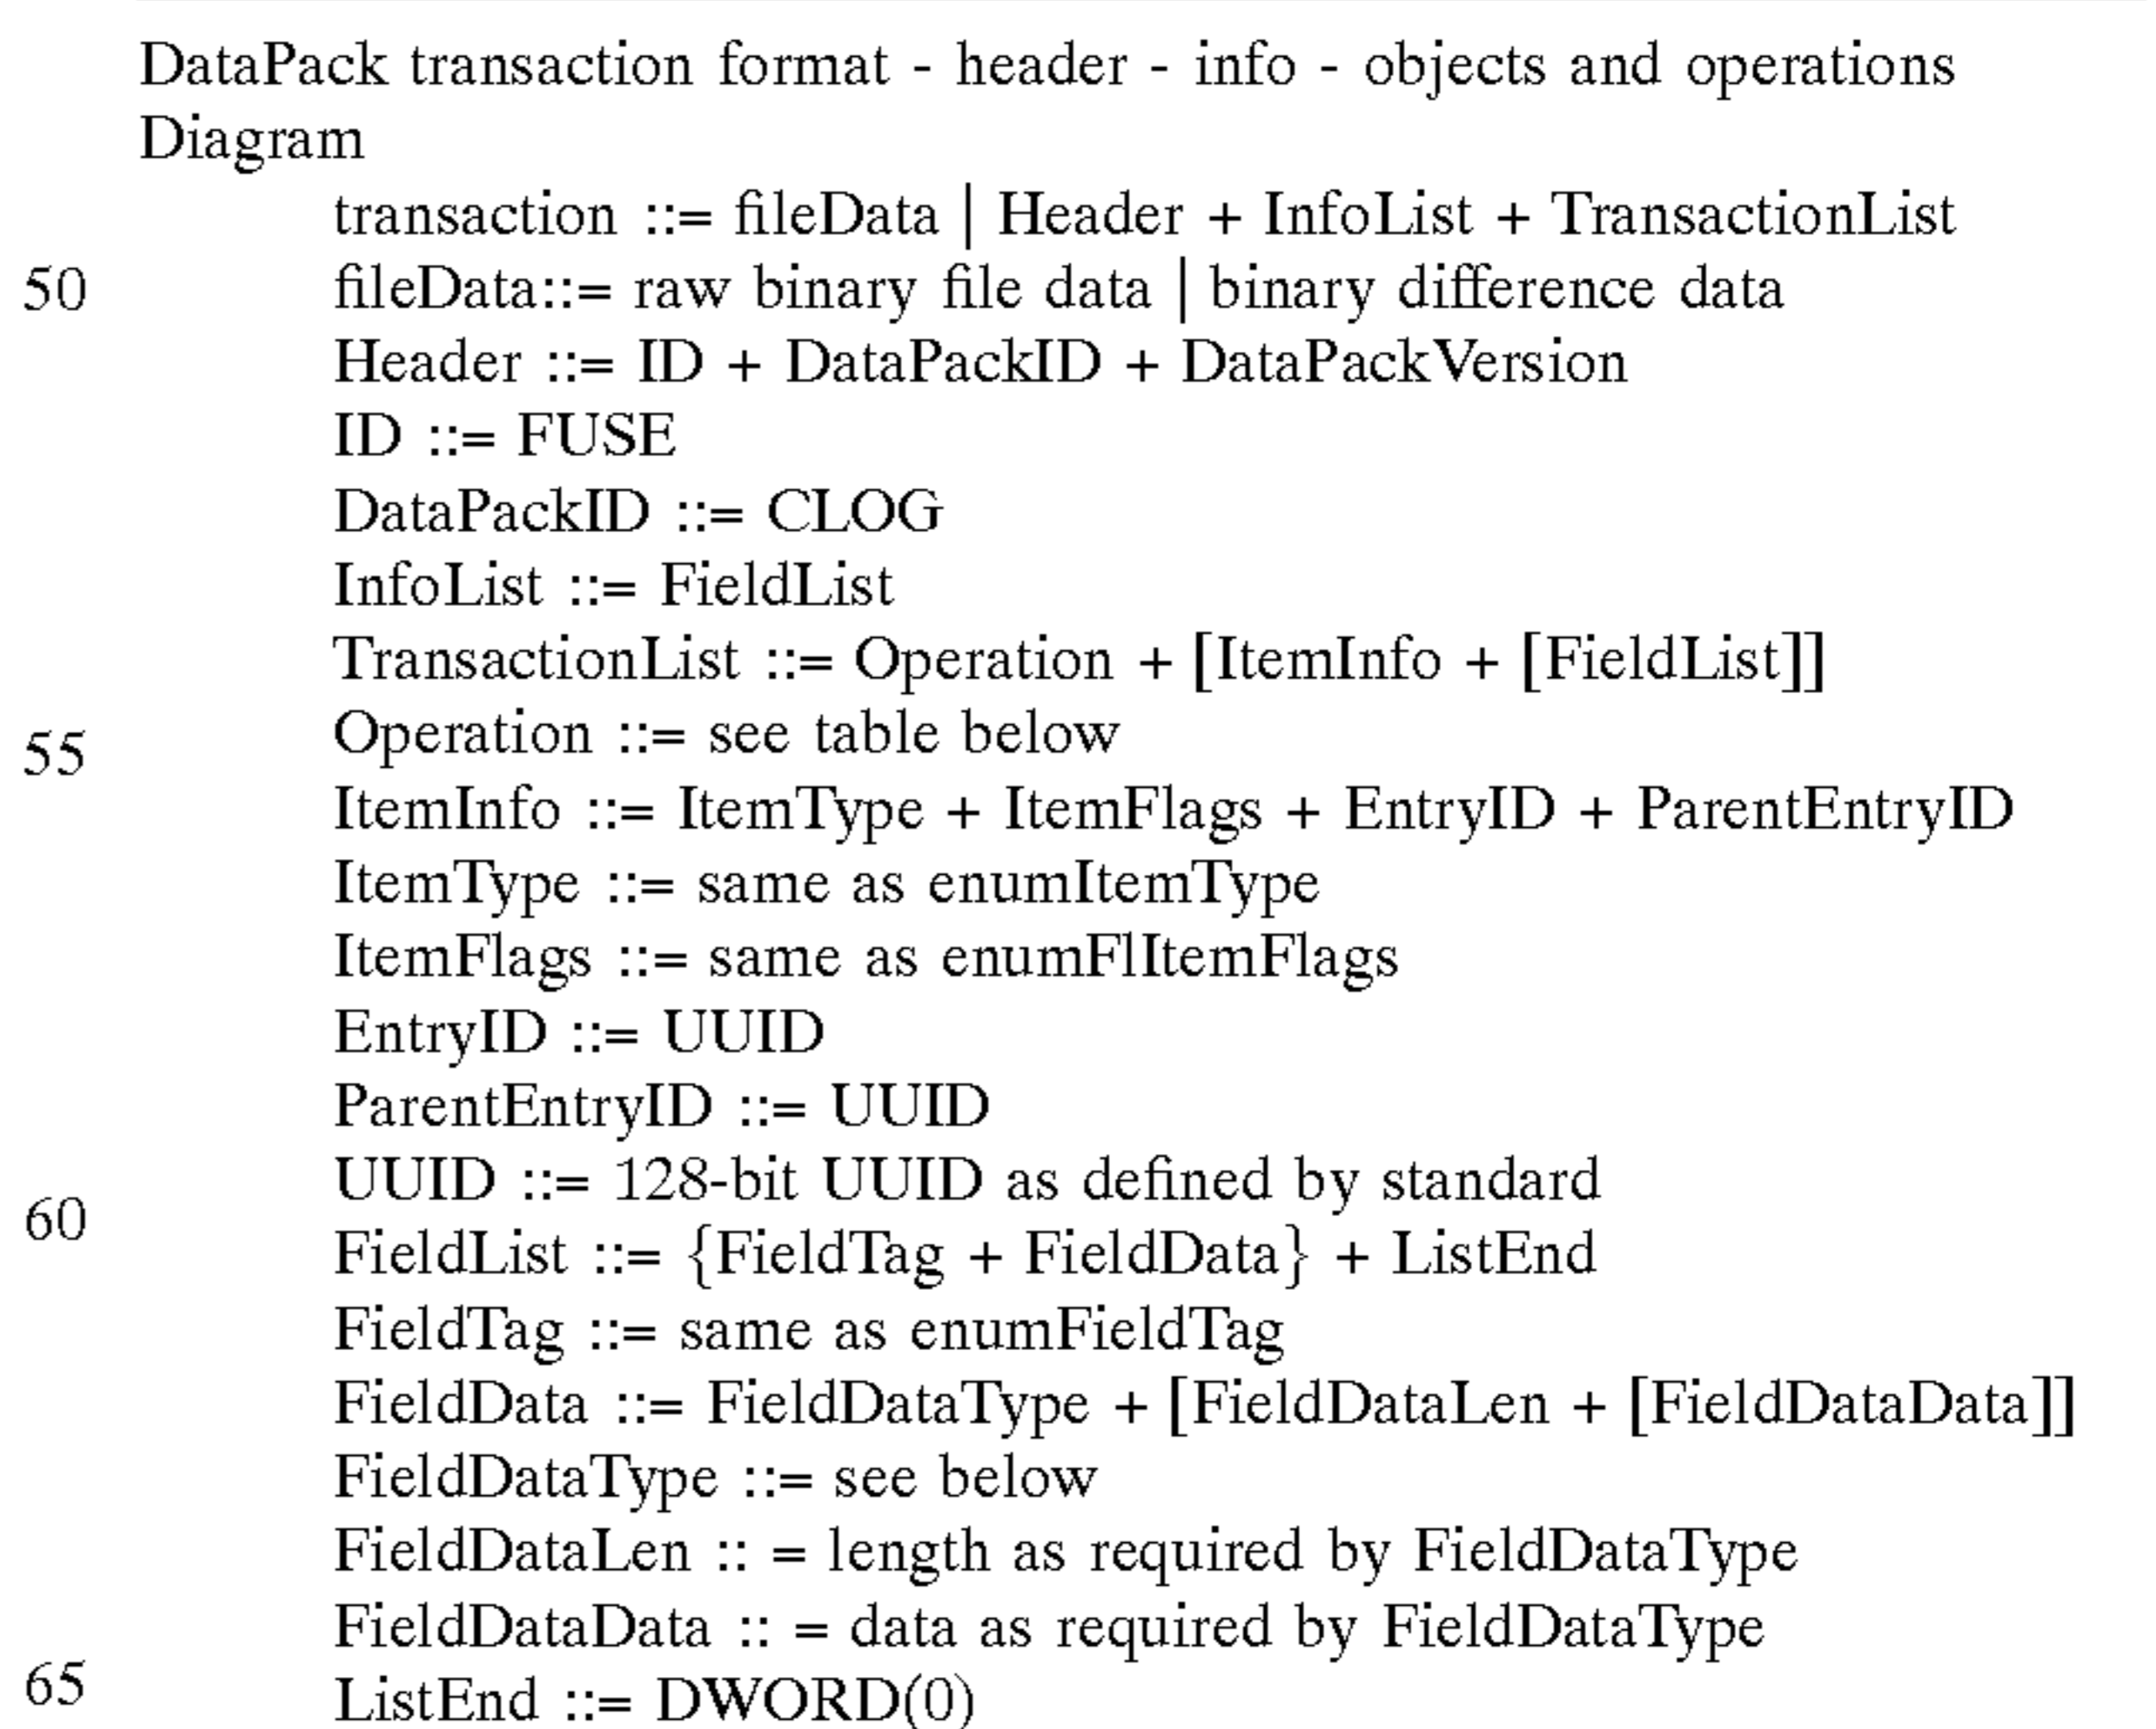 DataPack transaction format - header - info - objects and operations
Diagram
transaction ::= fileData | Header + InfoList + TransactionList
50 fileData::= raw binary file data | binary difference data
Header ::= ID + DataPackID + DataPackVersion
ID ::= FUSE
DataPackID ::= CLOG
InfoList ::= FieldList
TransactionList ::= Operation + [ItemInfo + [FieldList]]
55 Operation ::= see table below
ItemInfo ::= ItemType + ItemFlags + EntryID + ParentEntryID
ItemType ::= same as enumItemType
ItemFlags ::= same as enumFlItemFlags
EntryID ::= UUID
ParentEntryID ::= UUID
UUID ::= 128-bit UUID as defined by standard
60 FieldList ::= {FieldTag + FieldData} + ListEnd
FieldTag ::= same as enumFieldTag
FieldData ::= FieldDataType + [FieldDataLen + [FieldDataData]]
FieldDataType ::= see below
FieldDataLen :: = length as required by FieldDataType
FieldDataData :: = data as required by FieldDataType
65 ListEnd ::= DWORD(0)